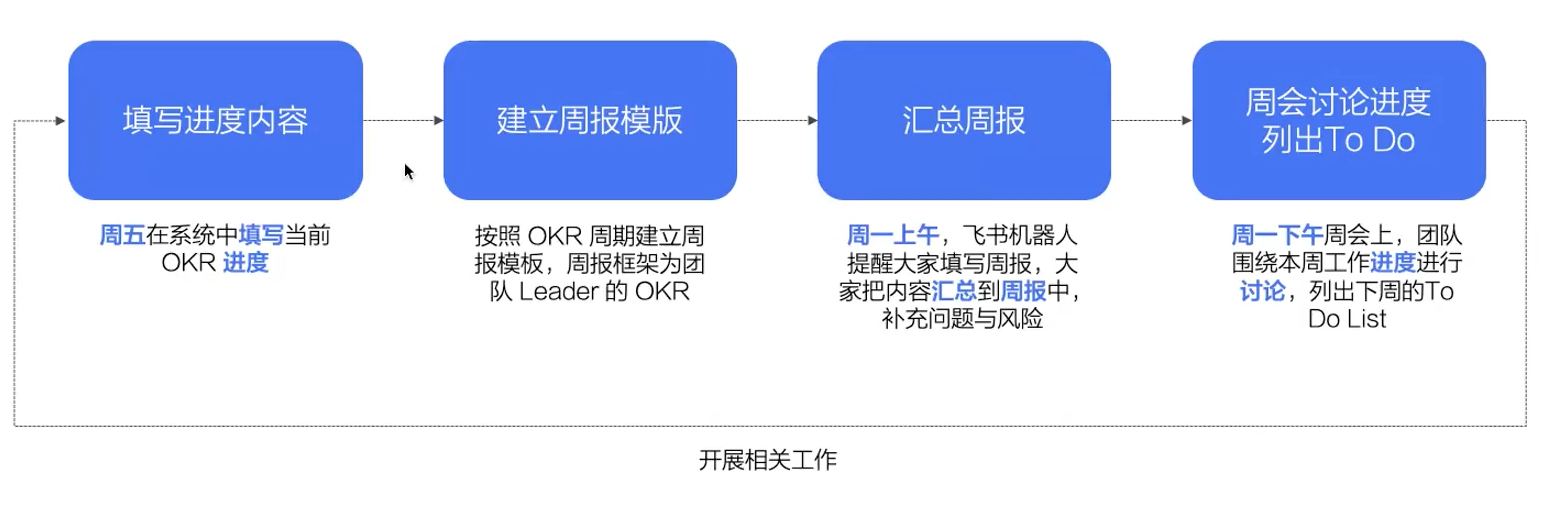 填写进度内容
建立周报模版
汇总周报
周会讨论进度
列出To Do
周五在系统中填写当前
OKR 进度
按照 OKR 周期建立周
报模板，周报框架为团
队 Leader 的 OKR
周一上午，飞书机器人
提醒大家填写周报，大
家把内容汇总到周报中，
补充问题与风险
周一下午周会上，团队
围绕本周工作进度进行
讨论，列出下周的To
Do List
开展相关工作